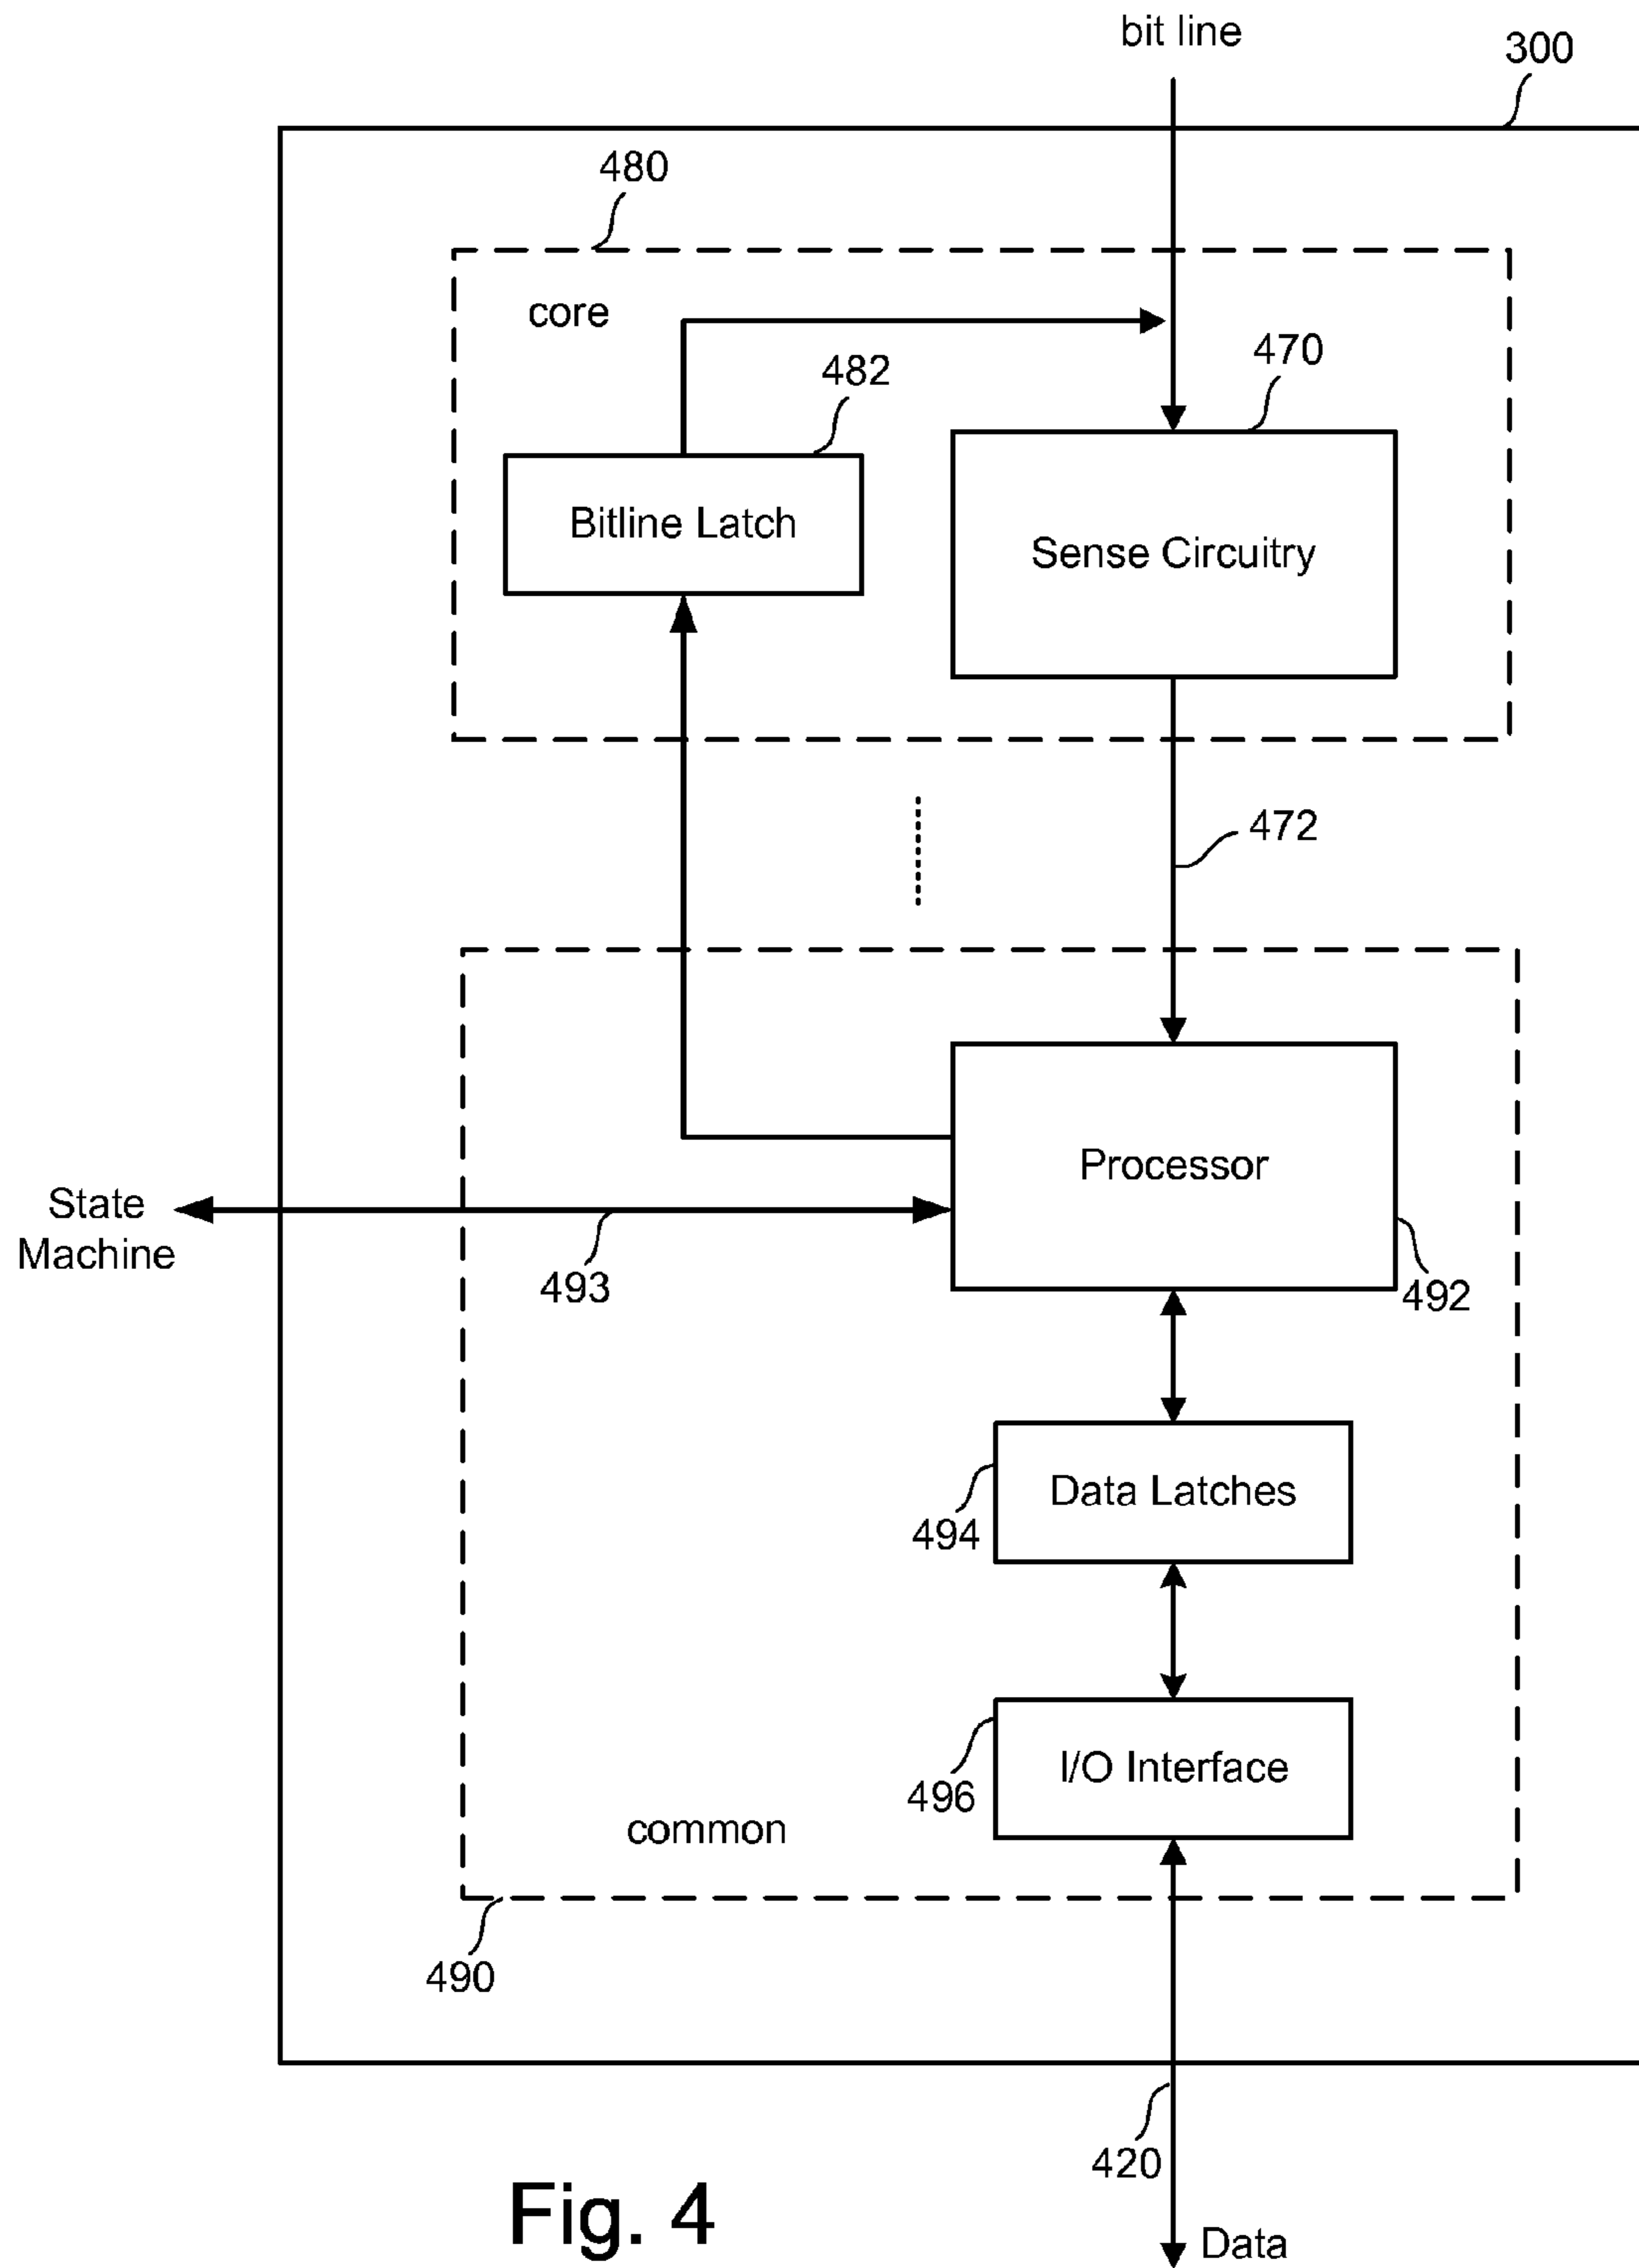 bit line
300
480
core
470
482
Bitline Latch
Sense Circuitry
472
Processor
State
Machine
493
492
Data Latches
494
I/O Interface
496
common
490
420
Fig. 4
Data